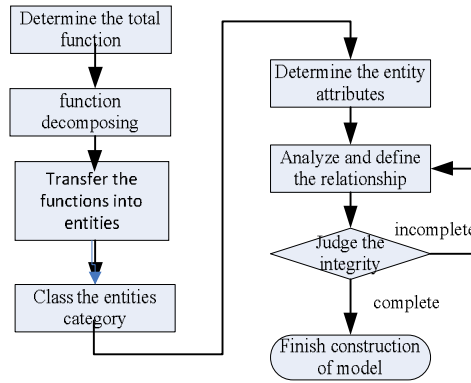 Determine the total
function
function
decomposing
Transfer the
functions into
entities
Class the entities
category
Determine the entity
attributes
Analyze and define
the relationship
Judge the
integrity
incomplete
complete
Finish construction
of model